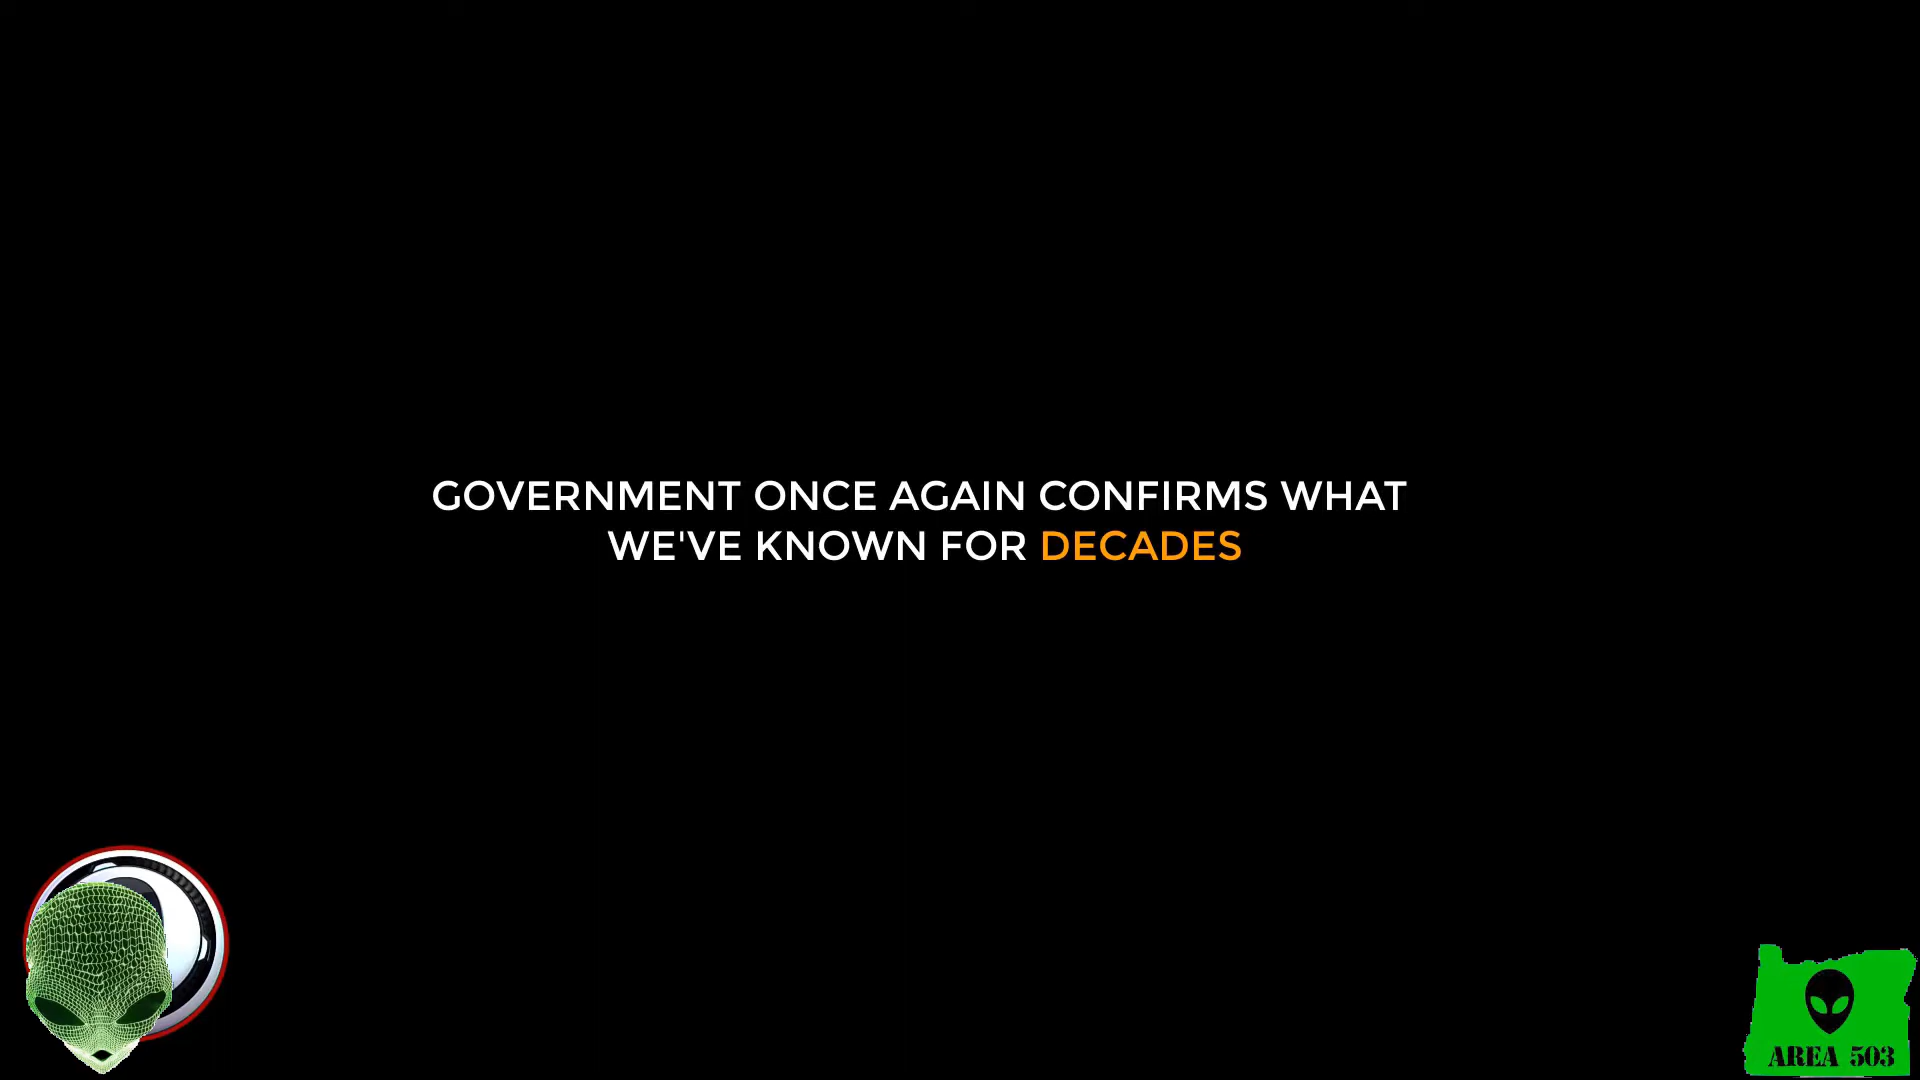 GOVERNMENT ONCE AGAIN CONFIRMS WHAT
WE'VE KNOWN FOR DECADES
AREA 503